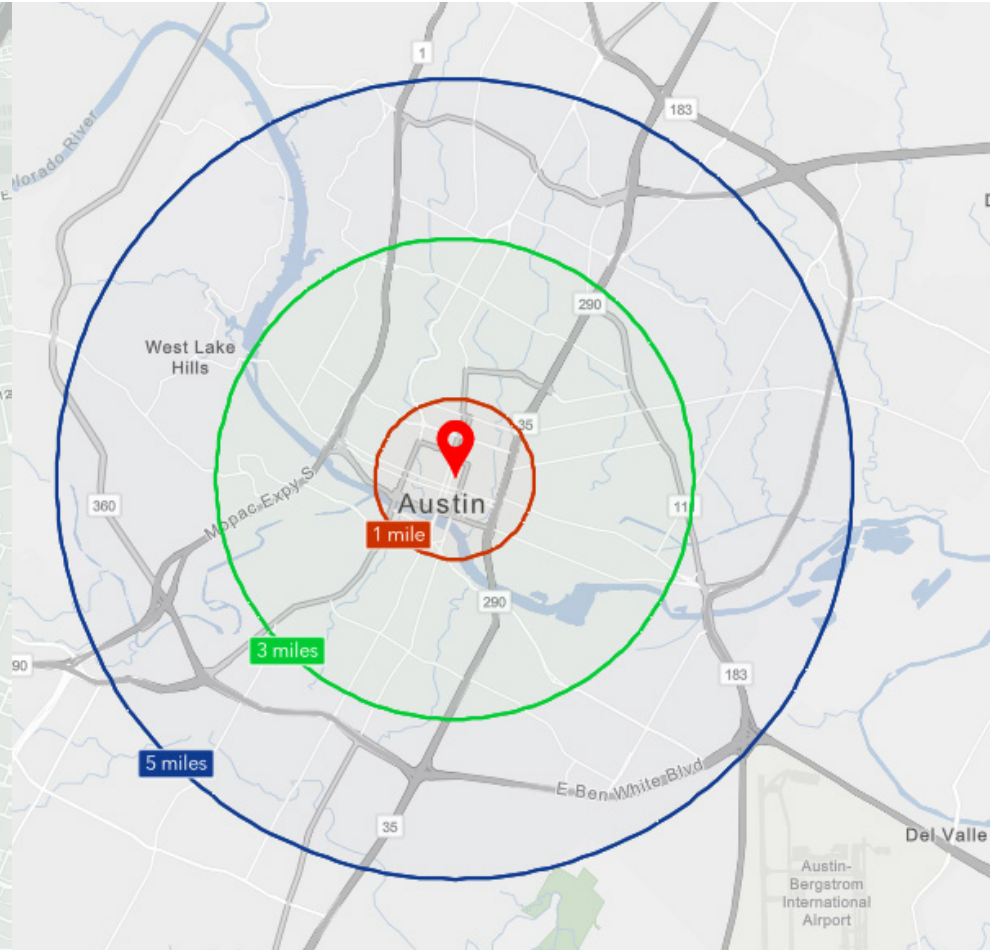 1
183
Colorado River
290
West Lake
Hills
35
Austin
1 mile
360
Mopac Expy S
111
290
3 miles
90
183
5 miles
E Ben White Blvd
35
Del Valle
Austin-
Bergstrom
International
Airport